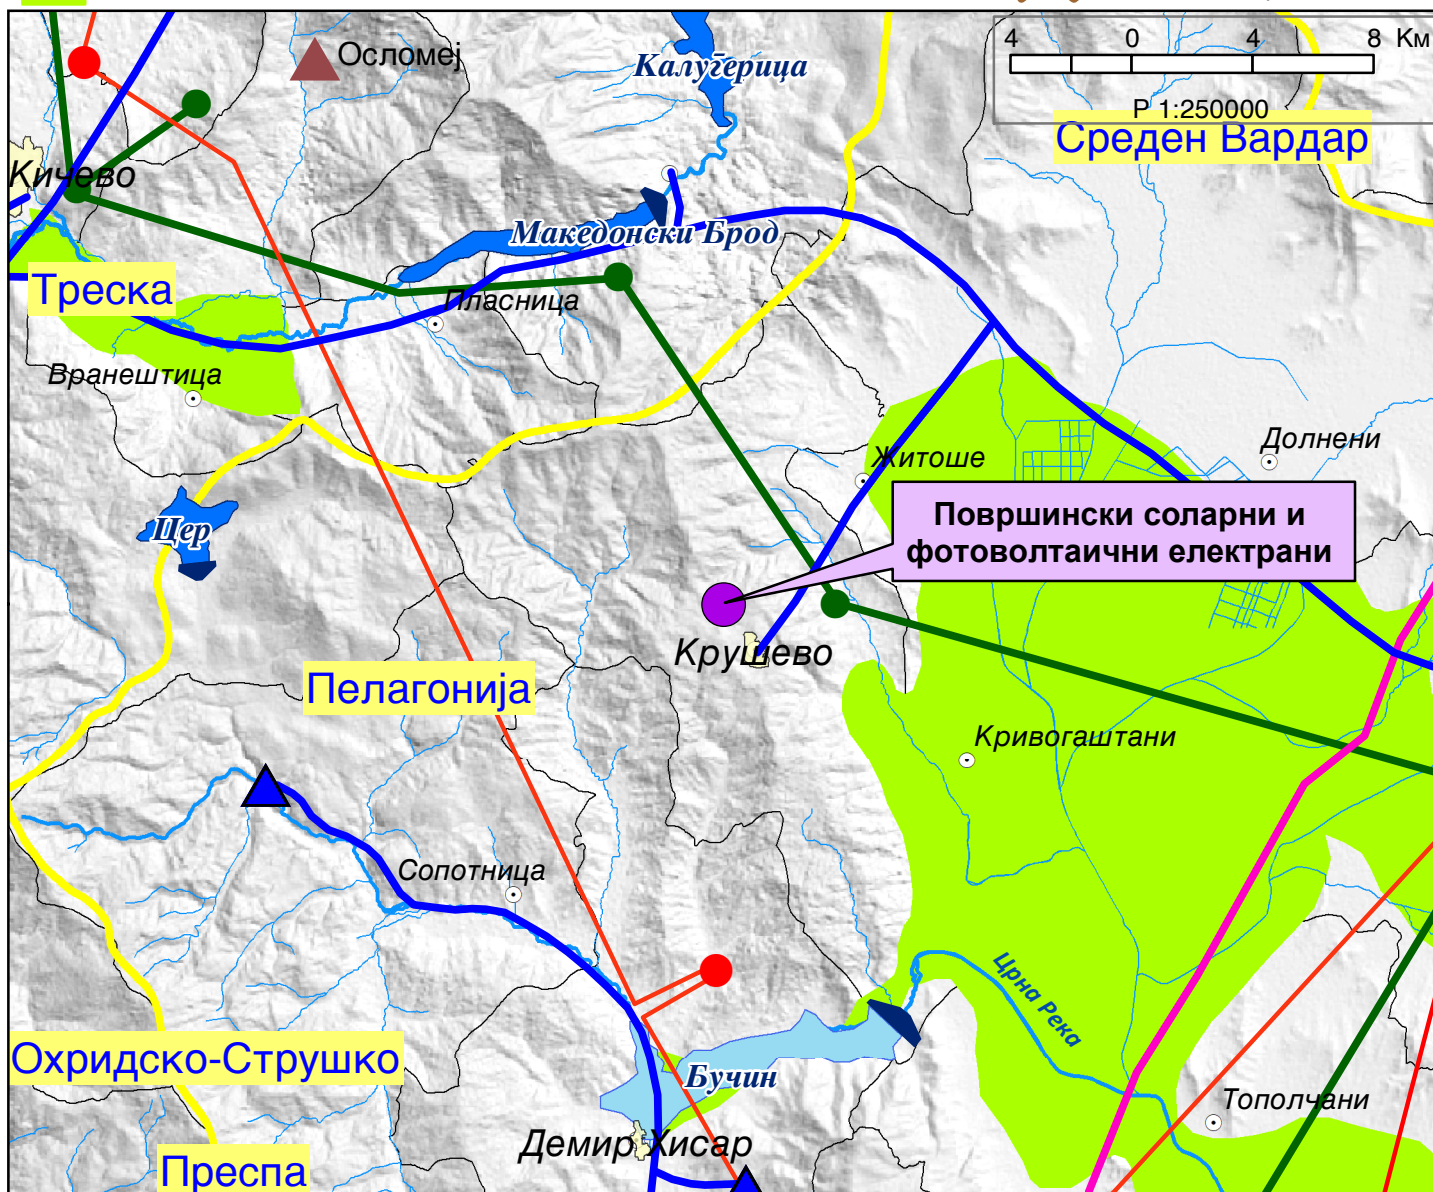 4 0 4 8 Км
Р 1:250000
Осломеј
Калуѓерица
Среден Вардар
Кичево
Македонски Брод
Треска
Пласница
Вранештица
Долнени
Житоше
Површински соларни и
фотоволтаични електрани
Цер
Крушево
Пелагонија
Кривогаштани
Сопотница
Црна Река
Охридско-Струшко
Бучин
Тополчани
Демир Хисар
Преспа